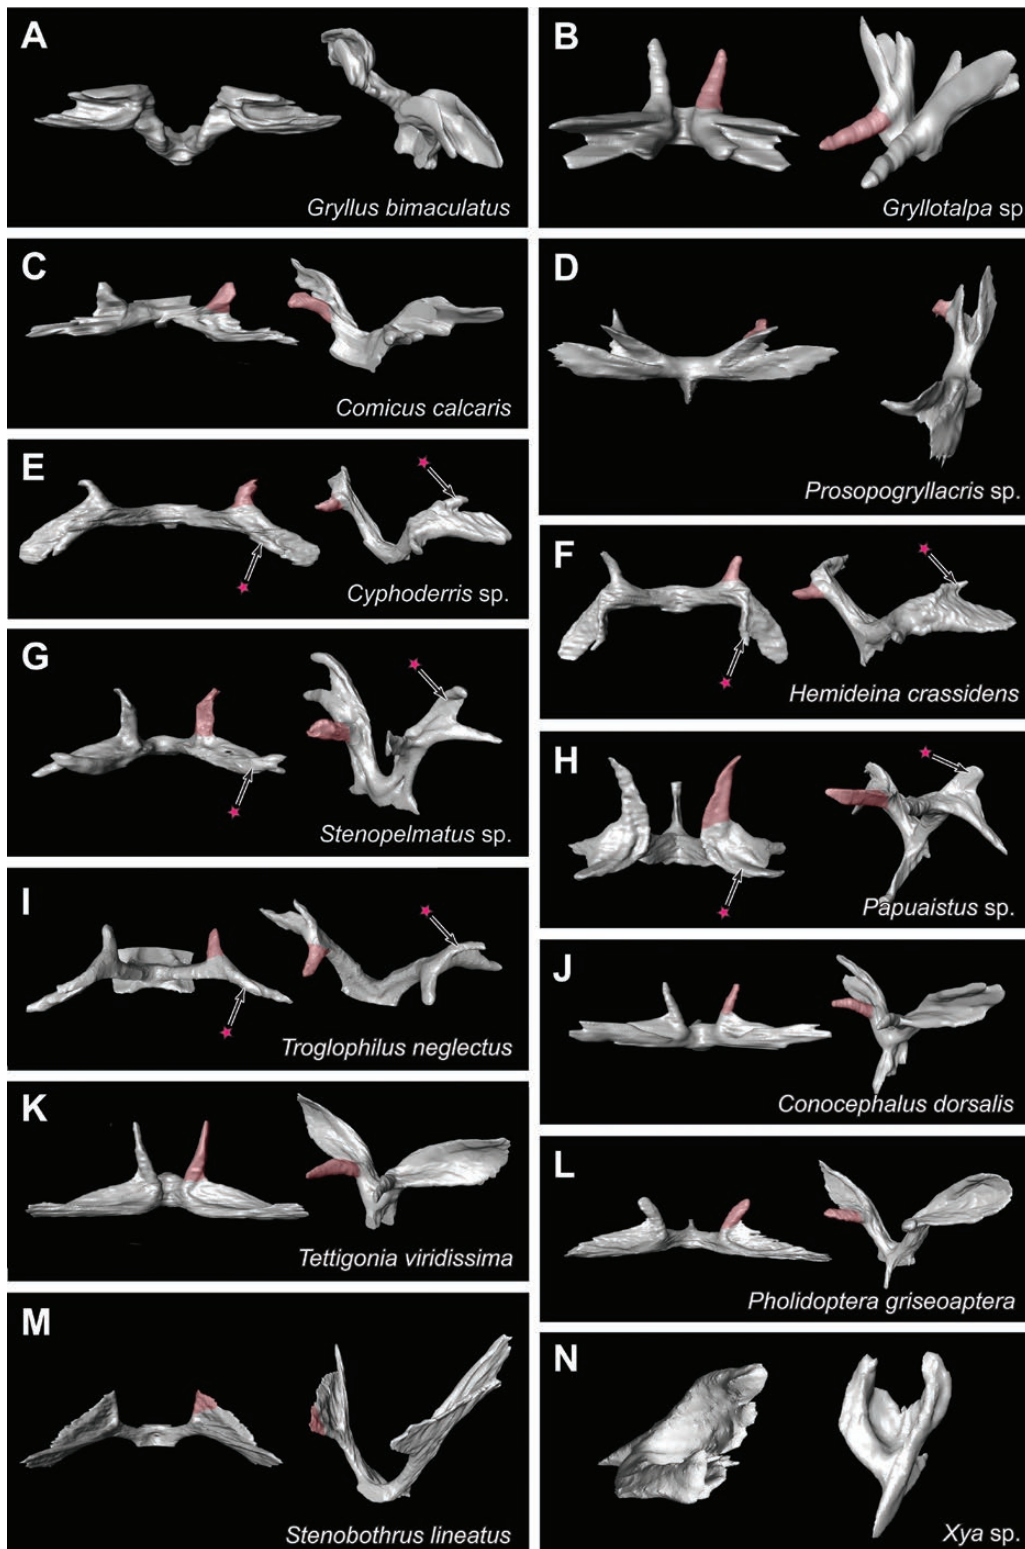 A
Gryllus bimaculatus
B
Gryllotalpa sp
C
Comicus calcaris
D
Prosopogryllacris sp.
E
Cyphoderris sp.
F
Hemideina crassidens
G
Stenopelmatus sp.
H
Papuaistus sp.
I
Troglophilus neglectus
J
Conocephalus dorsalis
K
Tettigonia viridissima
L
Pholidoptera griseoaptera
M
Stenobothrus lineatus
N
Xya sp.